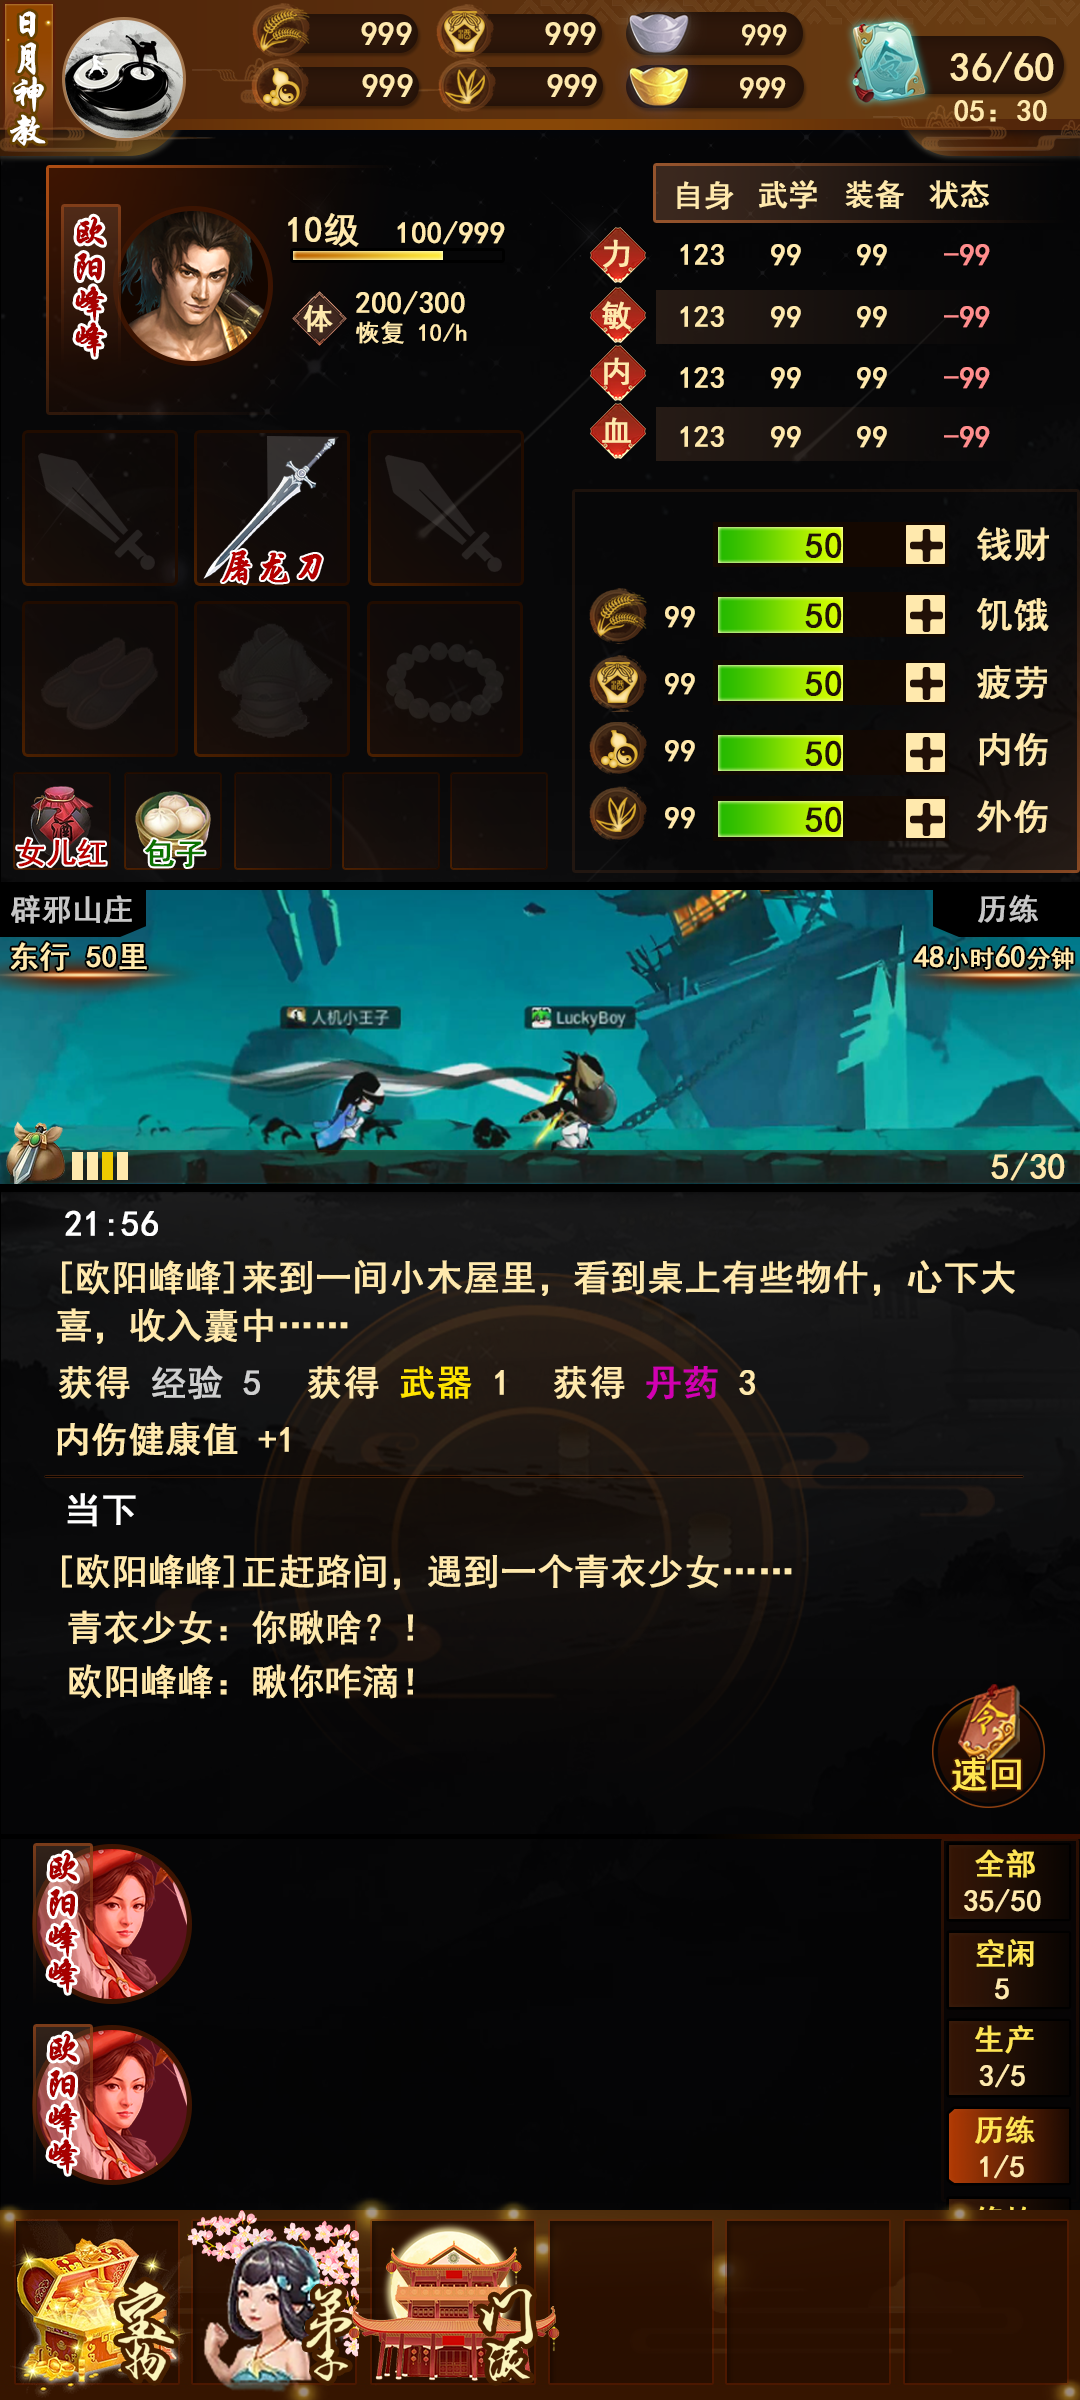 日月神教
999 999 999
999 999 999
36/60
05: 30
欧阳峰峰
10级 100/999
体 200/300
恢复 10/h
自身 武学 装备 状态
力 123 99 99 -99
敏 123 99 99 -99
内 123 99 99 -99
血 123 99 99 -99
屠龙刀
女儿红 包子
50 钱财
99 50 饥饿
99 50 疲劳
99 50 内伤
99 50 外伤
辟邪山庄 历练
东行 50里 48小时60分钟
人机小王子 LuckyBoy
5/30
21:56
[欧阳峰峰]来到一间小木屋里，看到桌上有些物什，心下大
喜，收入囊中……
获得 经验 5 获得 武器 1 获得 丹药 3
内伤健康值 +1
当下
[欧阳峰峰]正赶路间，遇到一个青衣少女……
青衣少女：你瞅啥？！
欧阳峰峰：瞅你咋滴！
令
速回
欧阳峰峰
欧阳峰峰
全部
35/50
空闲
5
生产
3/5
历练
1/5
宝物 弟子 门派